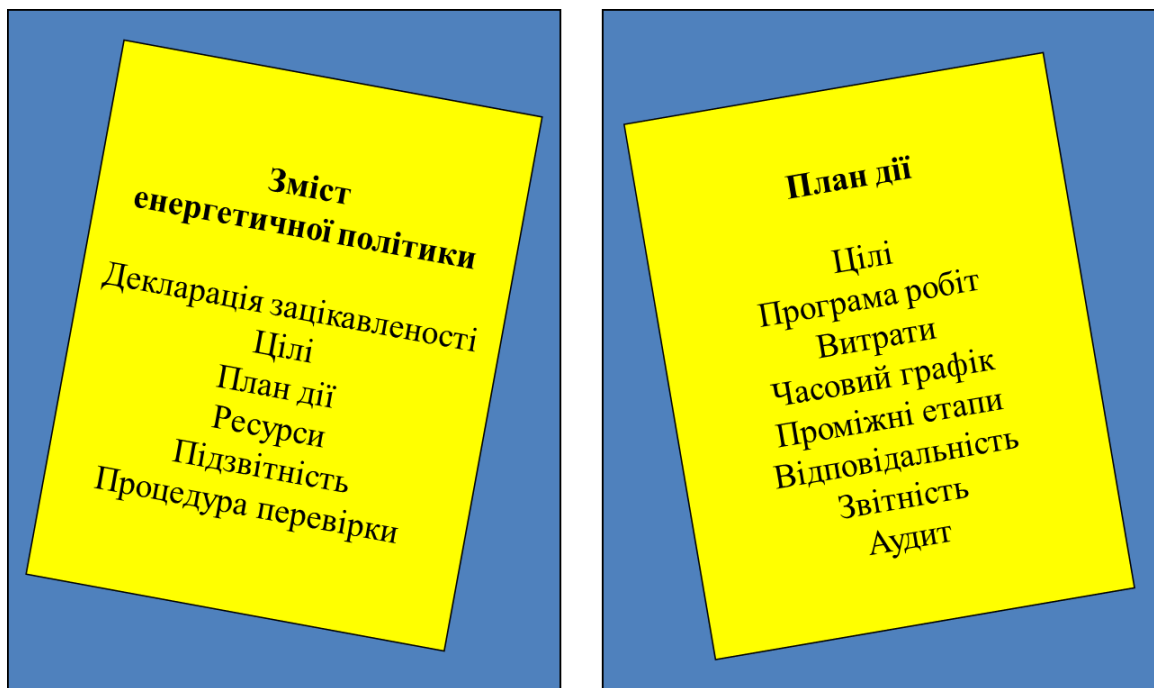 Зміст
енергетичної політики
Декларація зацікавленості
Цілі
План дії
Ресурси
Підзвітність
Процедура перевірки
План дії
Цілі
Програма робіт
Витрати
Часовий графік
Проміжні етапи
Відповідальність
Звітність
Аудит